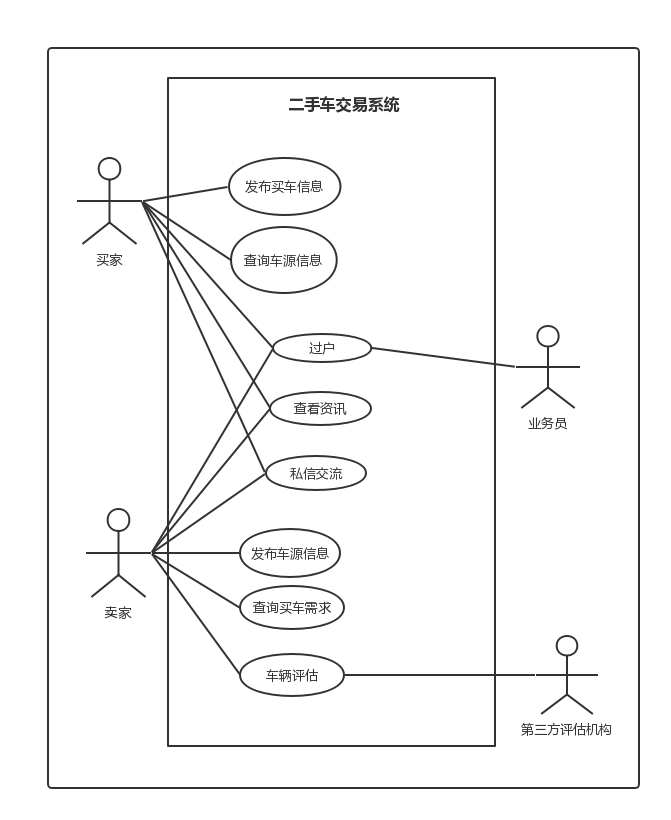 二手车交易系统
发布买车信息
买家
查询车源信息
过户
业务员
查看资讯
私信交流
发布车源信息
卖家
查询买车需求
车辆评估
第三方评估机构